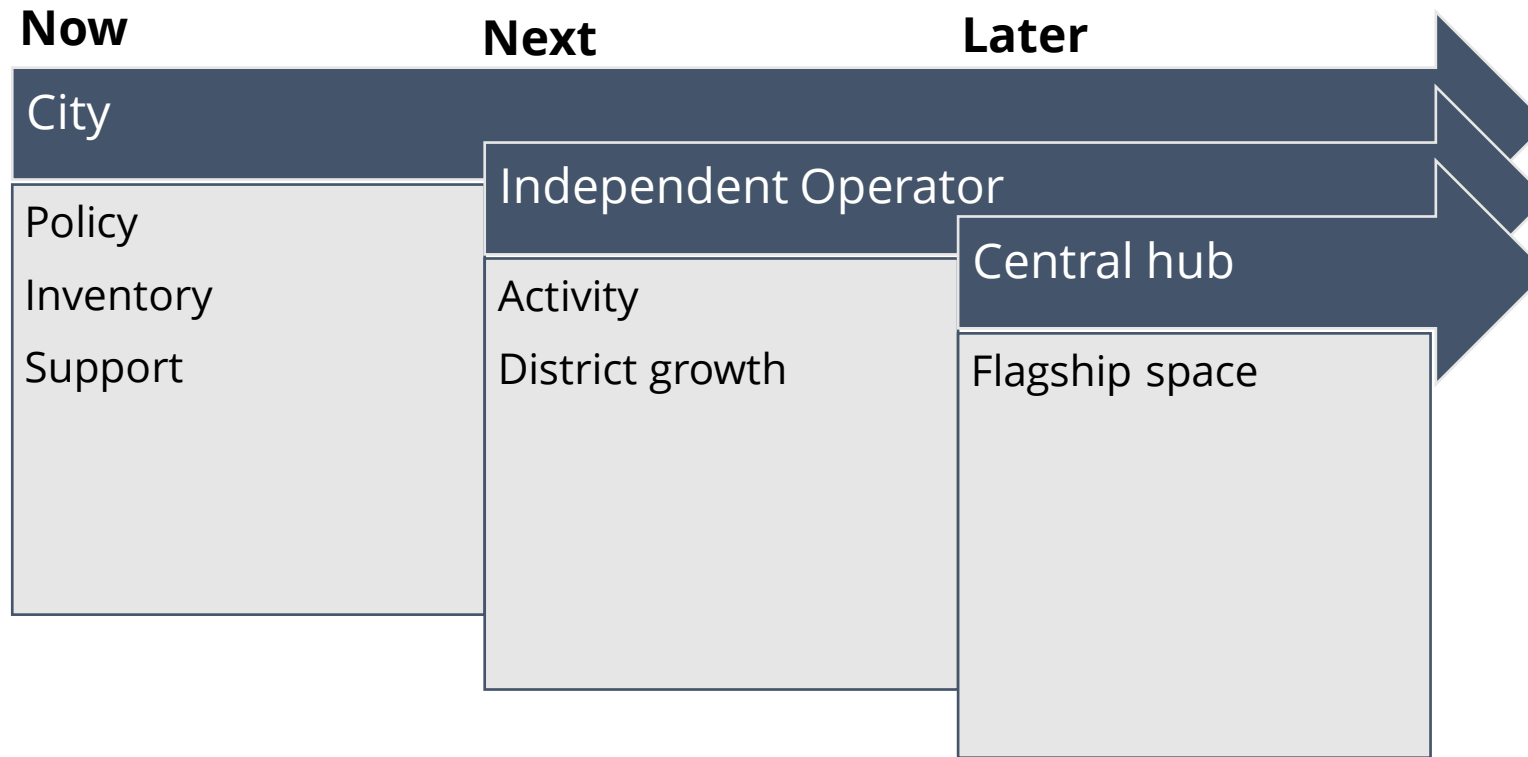 Now
Next
Later
City
Independent Operator
Central hub
Policy
Inventory
Support
Activity
District growth
Flagship space